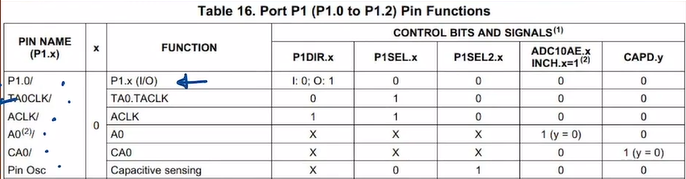 Table 16. Port P1 (P1.0 to P1.2) Pin Functions
PIN NAME (P1.x) x FUNCTION CONTROL BITS AND SIGNALS(1)
P1DIR.x P1SEL.x P1SEL2.x ADC10AE.x INCH.x=1(2) CAPD.y
P1.0/ P1.x (I/O) I: 0; O: 1 0 0 0 0
TA0CLK/ TA0.TACLK 0 1 0 0 0
ACLK/ 0 ACLK 1 1 0 0 0
A0(2)/ A0 X X X 1 (y = 0) 0
CA0/ CA0 X X X 0 1 (y = 0)
Pin Osc Capacitive sensing X 0 1 0 0